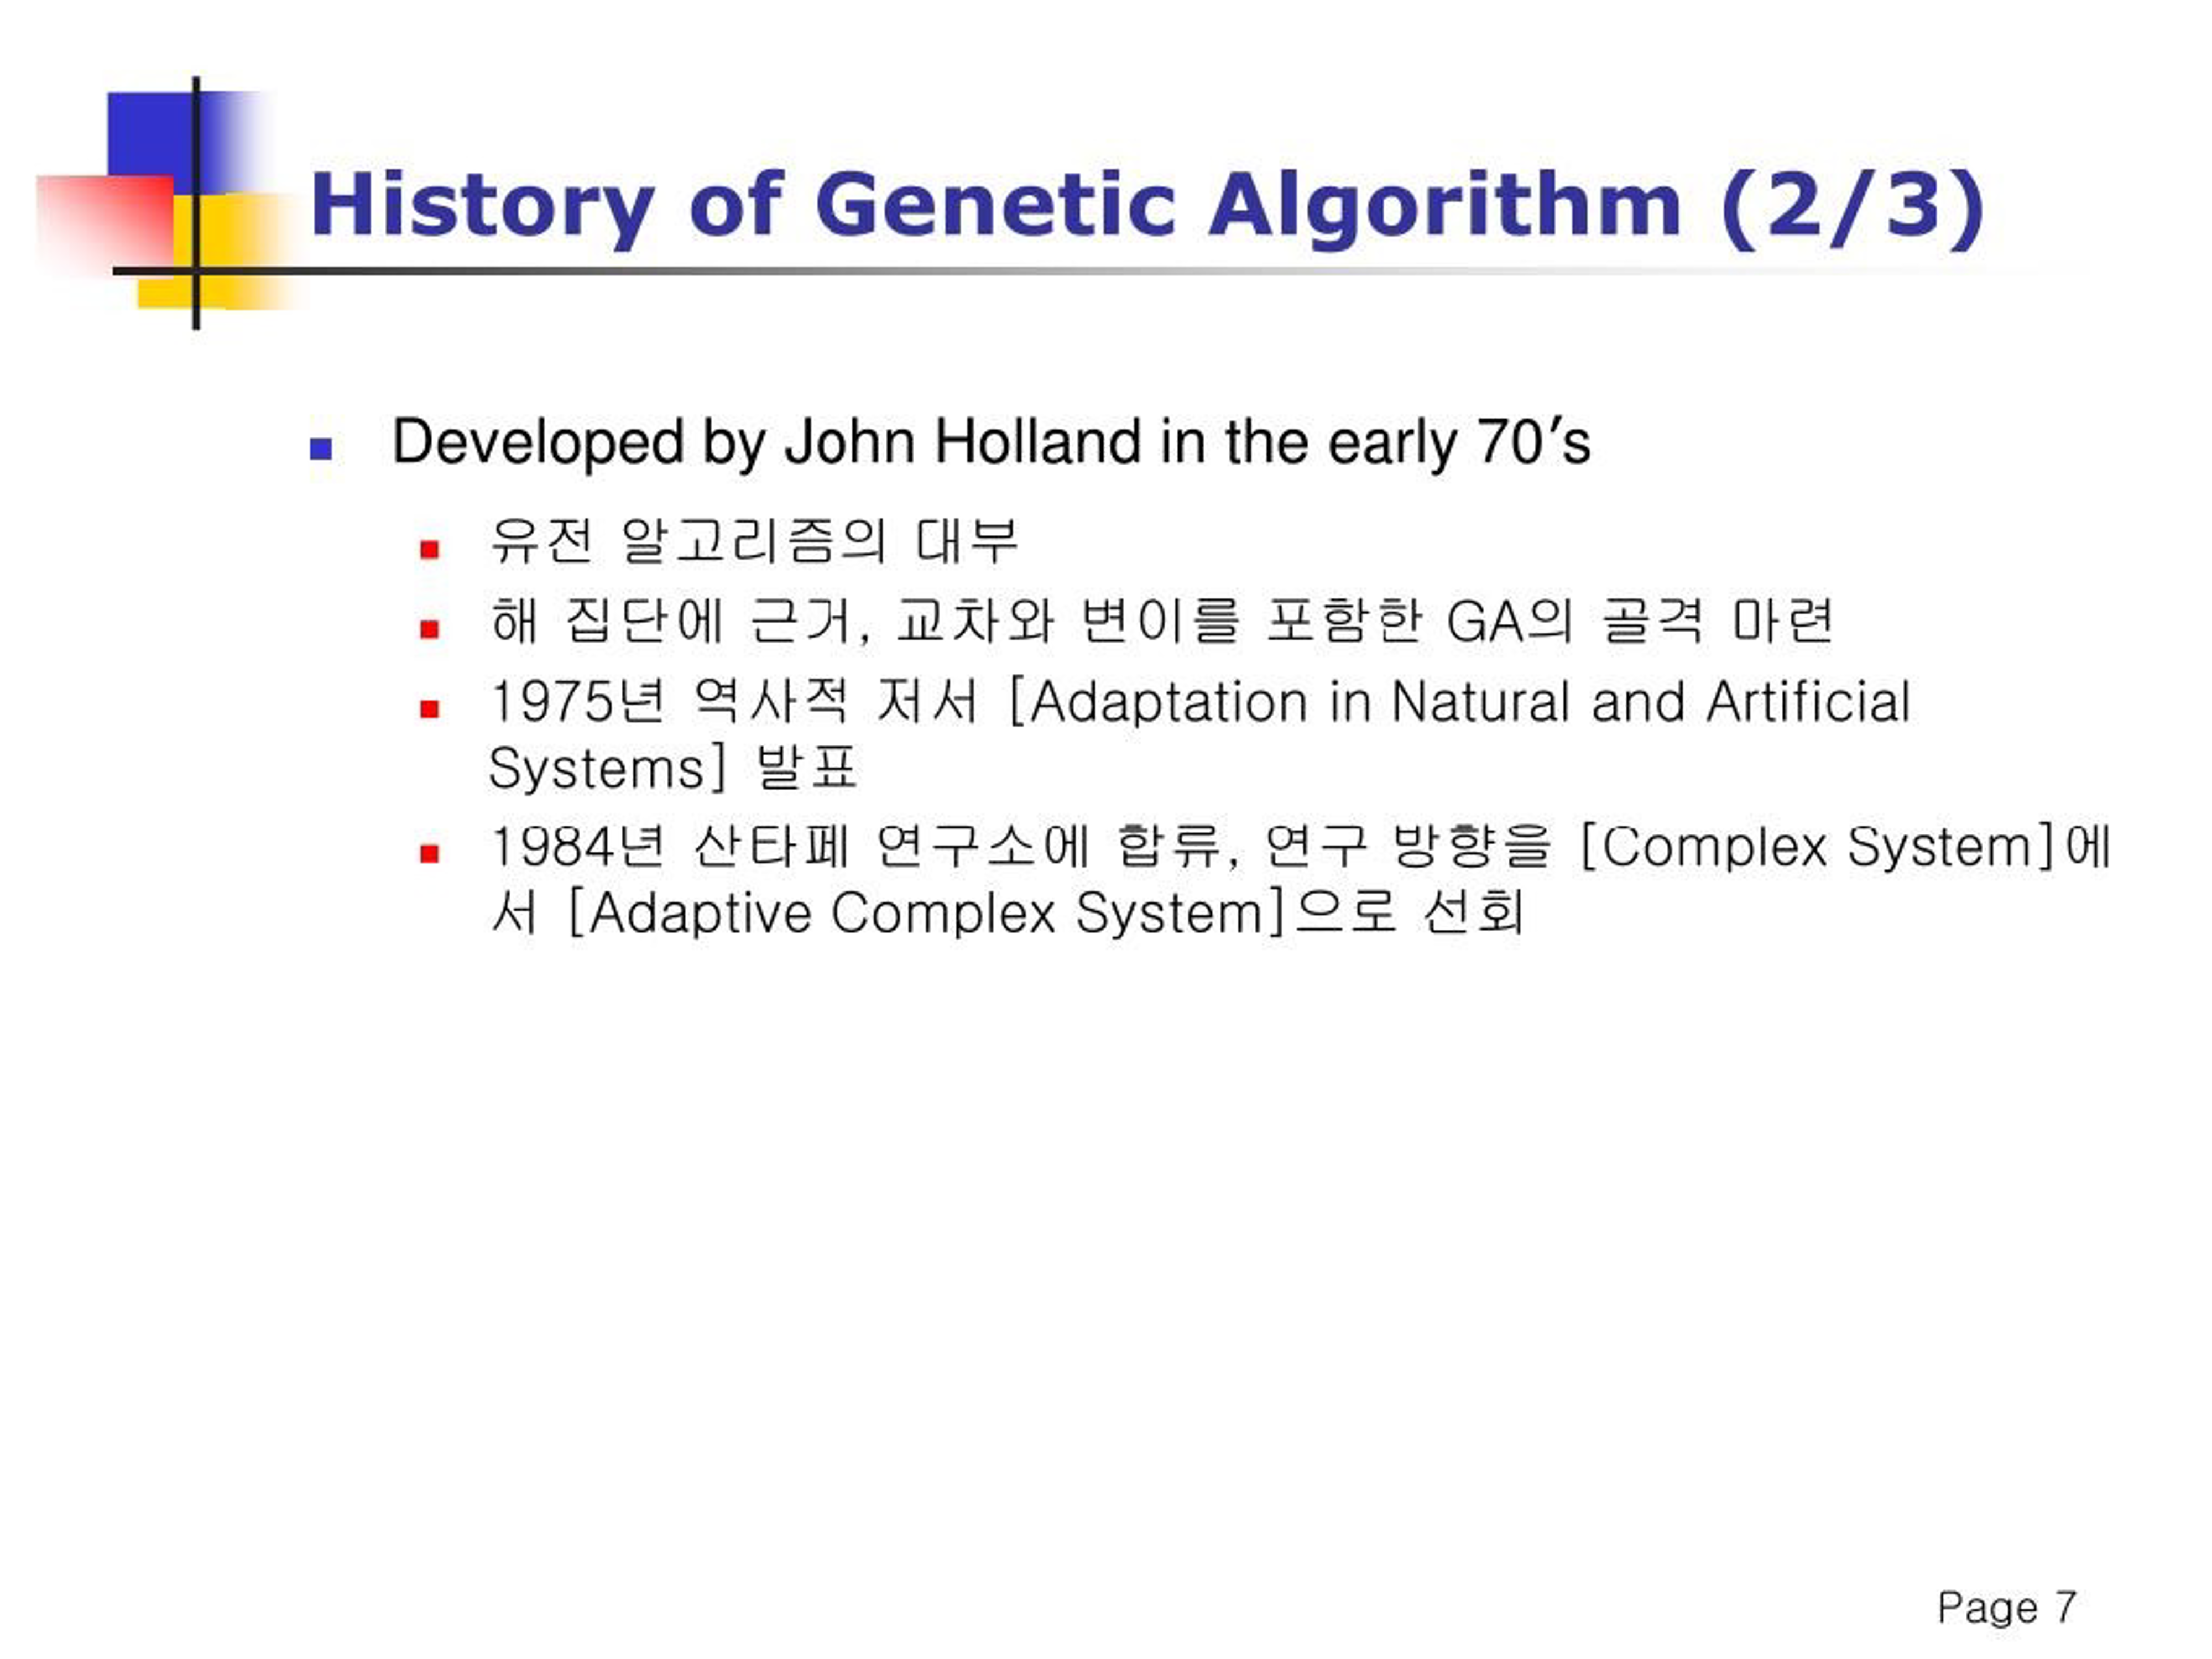 History of Genetic Algorithm (2/3)
Developed by John Holland in the early 70′s
유전 알고리즘의 대부
해 집단에 근거, 교차와 변이를 포함한 GA의 골격 마련
1975년 역사적 저서 [Adaptation in Natural and Artificial
Systems] 발표
1984년 산타페 연구소에 합류, 연구 방향을 [Complex System]에
서 [Adaptive Complex System]으로 선회
Page 7